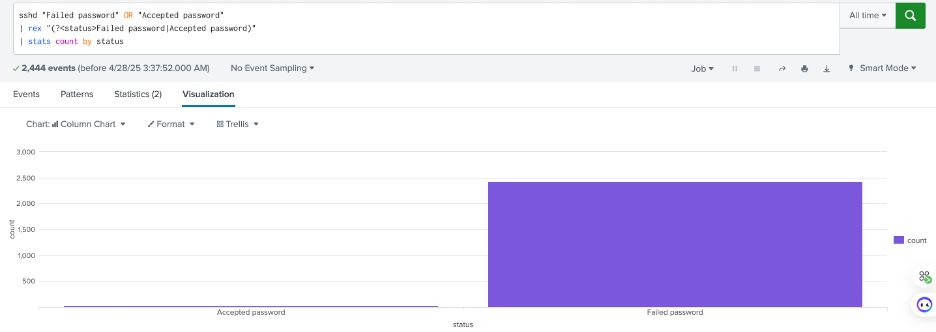 sshd "Failed password" OR "Accepted password"
| rex "(?<status>Failed password|Accepted password)"
| stats count by status
All time
2,444 events (before 4/28/25 3:37:52.000 AM)
No Event Sampling
Job
Smart Mode
Events
Patterns
Statistics (2)
Visualization
Chart: Column Chart
Format
Trellis
3,000
2,500
2,000
1,500
1,000
500
count
Accepted password
Failed password
status
count